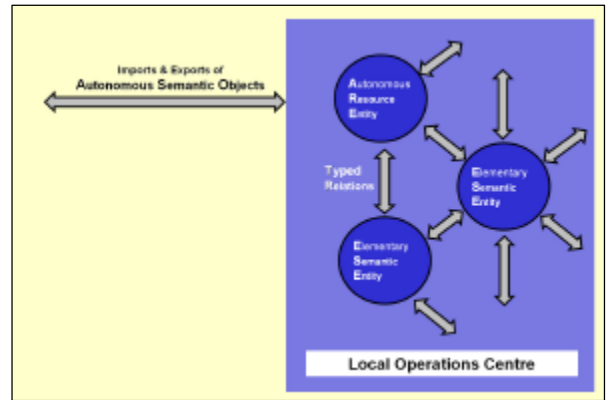 Imports & Exports of
Autonomous Semantic Objects
Autonomous
Resource
Entity
Typed
Relations
Elementary
Semantic
Entity
Elementary
Semantic
Entity
Local Operations Centre